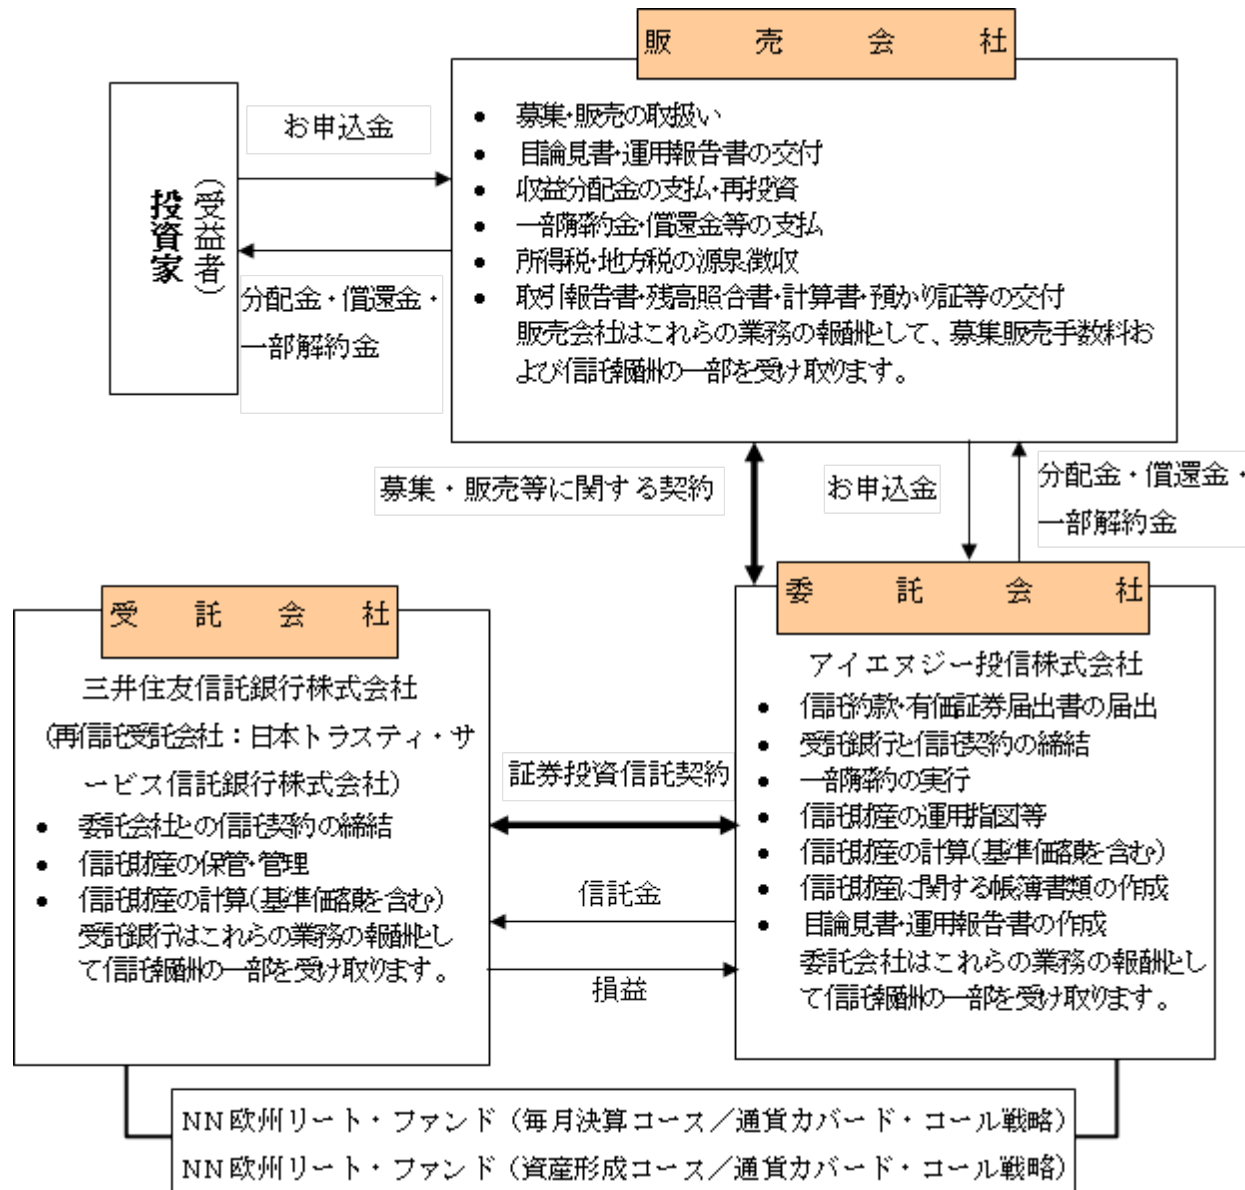 販売会社
投資家
(受益者)
お申込金
分配金・償還金・
一部解約金
● 募集・販売の取扱い
● 目論見書・運用報告書の交付
● 収益分配金の支払・再投資
● 一部解約金・償還金等の支払
● 所得税・地方税の源泉徴収
● 取引報告書・残高照合書・計算書・預かり証等の交付
販売会社はこれらの業務の報酬として、募集販売手数料お
よび信託報酬の一部を受け取ります。
募集・販売等に関する契約
お申込金
分配金・償還金・
一部解約金
受託会社
三井住友信託銀行株式会社
(再信託受託会社:日本トラスティ・サ
ービス信託銀行株式会社)
● 委託会社との信託契約の締結
● 信託財産の保管・管理
● 信託財産の計算(基準価額を含む)
受託銀行はこれらの業務の報酬とし
て信託報酬の一部を受け取ります。
証券投資信託契約
信託金
損益
委託会社
アイエヌジー投信株式会社
● 信託約款・有価証券届出書の届出
● 受託銀行と信託契約の締結
● 一部解約の実行
● 信託財産の運用指図等
● 信託財産の計算(基準価額を含む)
● 信託財産に関する帳簿書類の作成
● 目論見書・運用報告書の作成
委託会社はこれらの業務の報酬とし
て信託報酬の一部を受け取ります。
NN欧州リート・ファンド(毎月決算コース/通貨カバード・コール戦略)
NN欧州リート・ファンド(資産形成コース/通貨カバード・コール戦略)